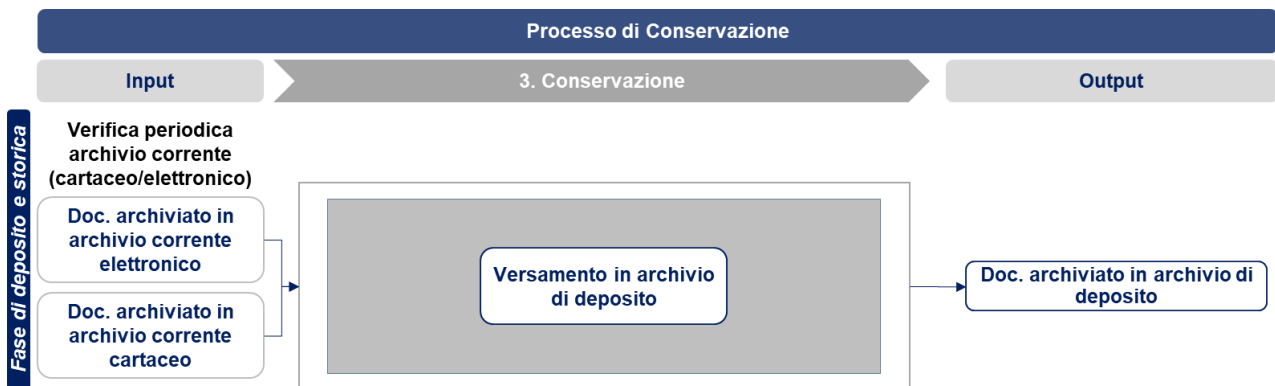 Processo di Conservazione
Input
3. Conservazione
Output
Fase di deposito e storica
Verifica periodica
archivio corrente
(cartaceo/elettronico)
Doc. archiviato in
archivio corrente
elettronico
Doc. archiviato in
archivio corrente
cartaceo
Versamento in archivio
di deposito
Doc. archiviato in archivio di
deposito